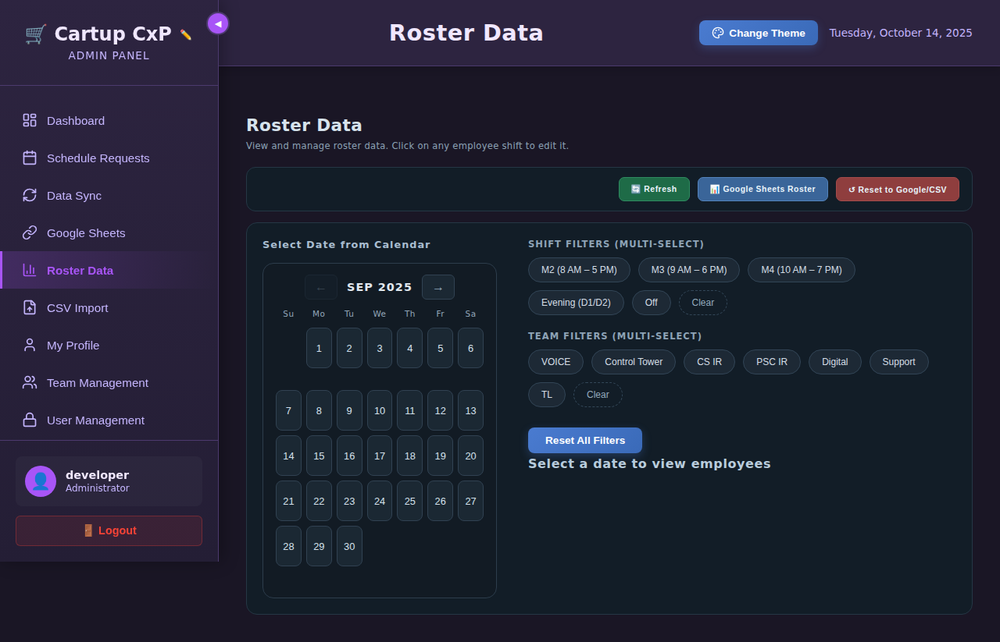 🛒 Cartup CxP ✏️
ADMIN PANEL
◀
Dashboard
Schedule Requests
Data Sync
Google Sheets
Roster Data
CSV Import
My Profile
Team Management
User Management
👤 developer
Administrator
🚪 Logout
Roster Data
Change Theme
Tuesday, October 14, 2025
Roster Data
View and manage roster data. Click on any employee shift to edit it.
🔄 Refresh
📊 Google Sheets Roster
↺ Reset to Google/CSV
Select Date from Calendar
← SEP 2025 →
Su Mo Tu We Th Fr Sa
1 2 3 4 5 6
7 8 9 10 11 12 13
14 15 16 17 18 19 20
21 22 23 24 25 26 27
28 29 30
SHIFT FILTERS (MULTI-SELECT)
M2 (8 AM – 5 PM) M3 (9 AM – 6 PM) M4 (10 AM – 7 PM)
Evening (D1/D2) Off Clear
TEAM FILTERS (MULTI-SELECT)
VOICE Control Tower CS IR PSC IR Digital Support
TL Clear
Reset All Filters
Select a date to view employees